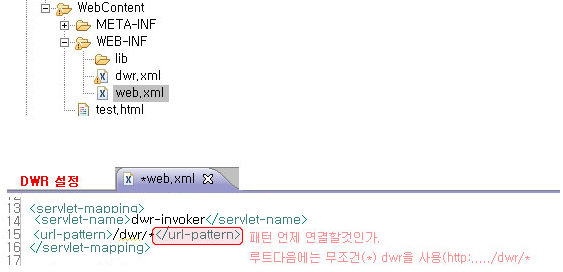 WebContent
META-INF
WEB-INF
lib
dwr.xml
web.xml
test.html
DWR 설정
*web.xml
12
13 <servlet-mapping>
14 <servlet-name>dwr-invoker</servlet-name>
15 <url-pattern>/dwr/*</url-pattern> 패턴 언제 연결할것인가.
16 </servlet-mapping> 루트다음에는 무조건(*) dwr을 사용(http:,..../dwr/*
17